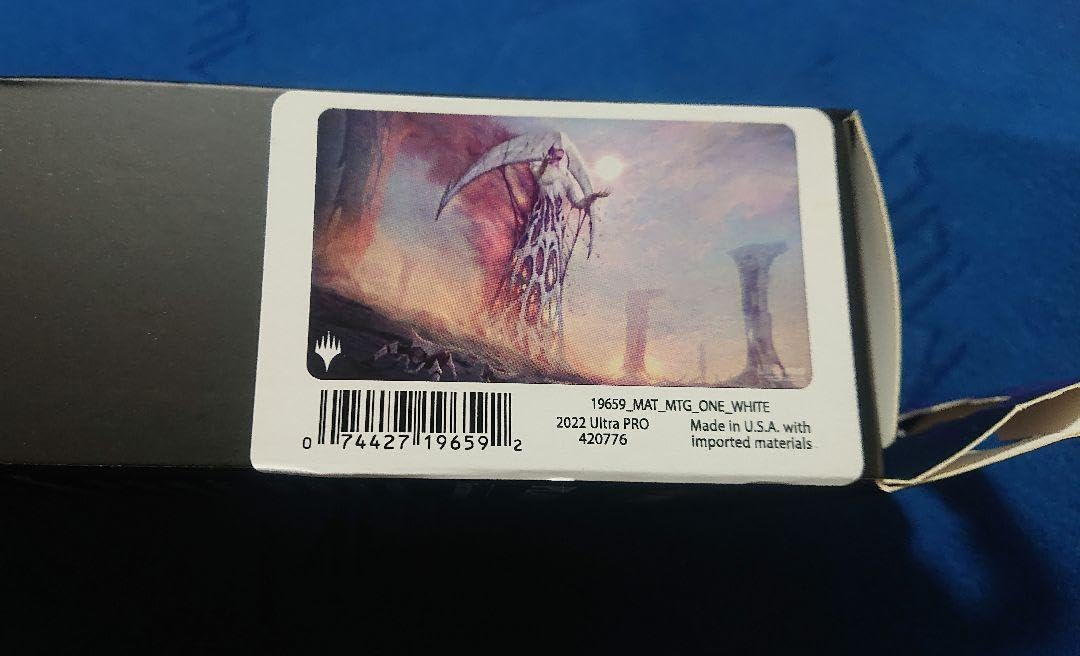 19659_MAT_MTG_ONE_WHITE
2022 Ultra PRO
420776
Made in U.S.A. with
imported materials
0 74427 19659 2